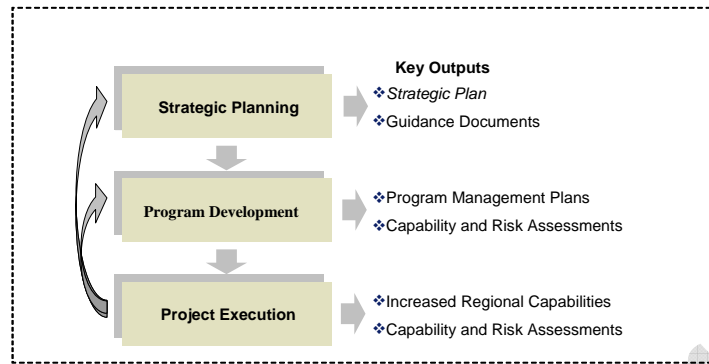 Key Outputs
Strategic Planning
❖Strategic Plan
❖Guidance Documents
Program Development
❖Program Management Plans
❖Capability and Risk Assessments
Project Execution
❖Increased Regional Capabilities
❖Capability and Risk Assessments